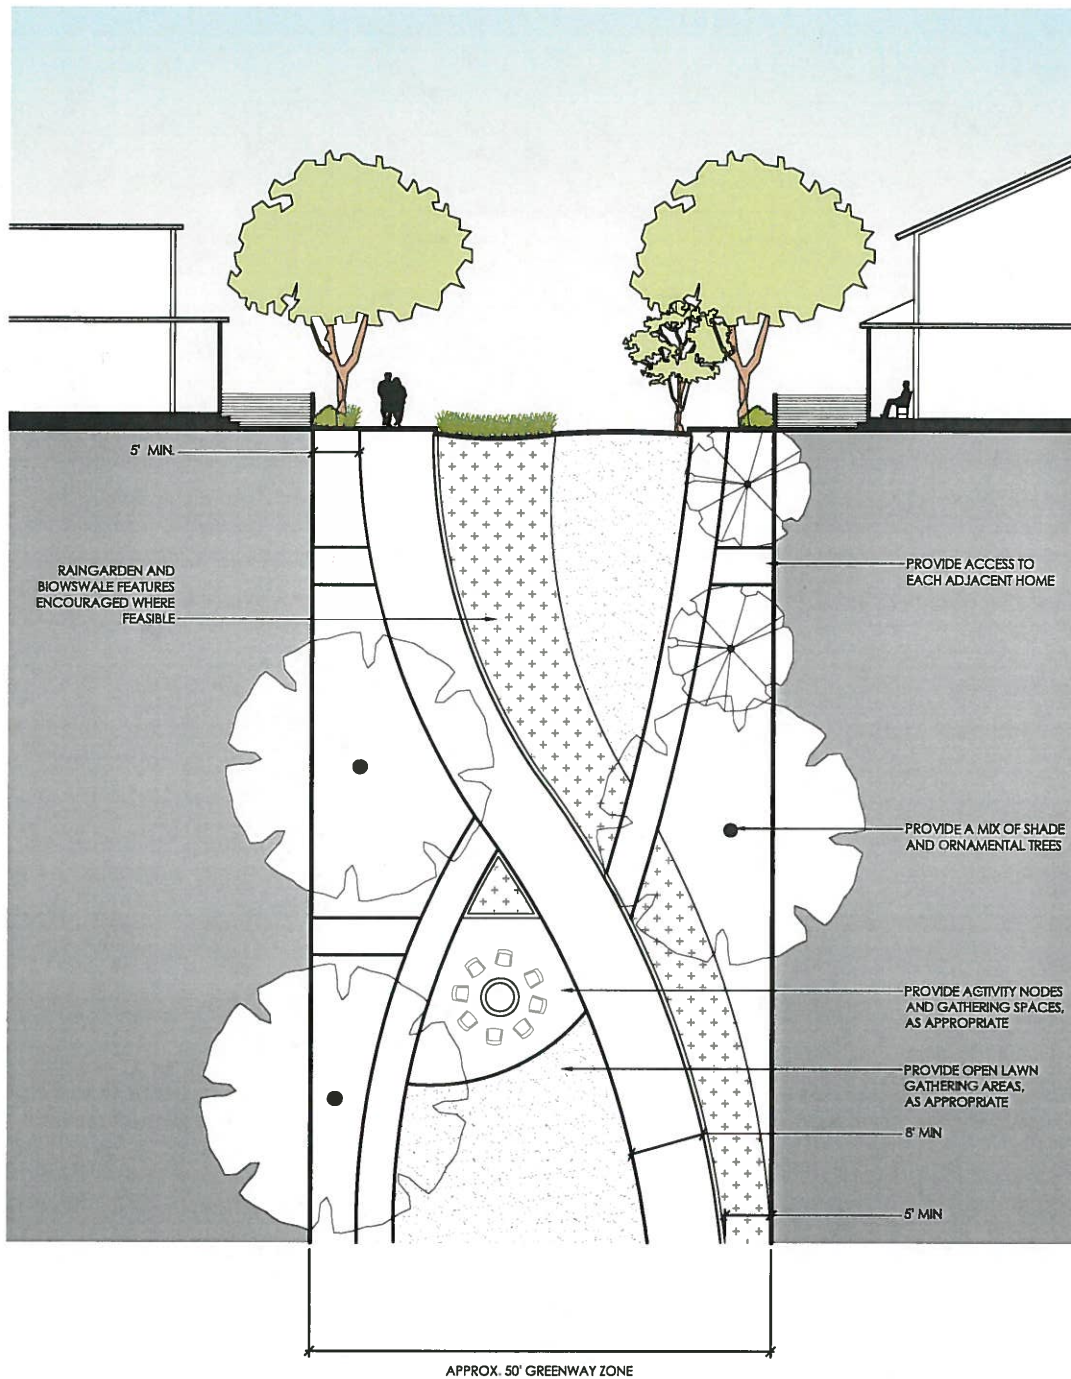 5' MIN.
RAINGARDEN AND
BIOWSWALE FEATURES
ENCOURAGED WHERE
FEASIBLE
PROVIDE ACCESS TO
EACH ADJACENT HOME
PROVIDE A MIX OF SHADE
AND ORNAMENTAL TREES
PROVIDE ACTIVITY NODES
AND GATHERING SPACES,
AS APPROPRIATE
PROVIDE OPEN LAWN
GATHERING AREAS,
AS APPROPRIATE
8' MIN
5' MIN
APPROX. 50' GREENWAY ZONE